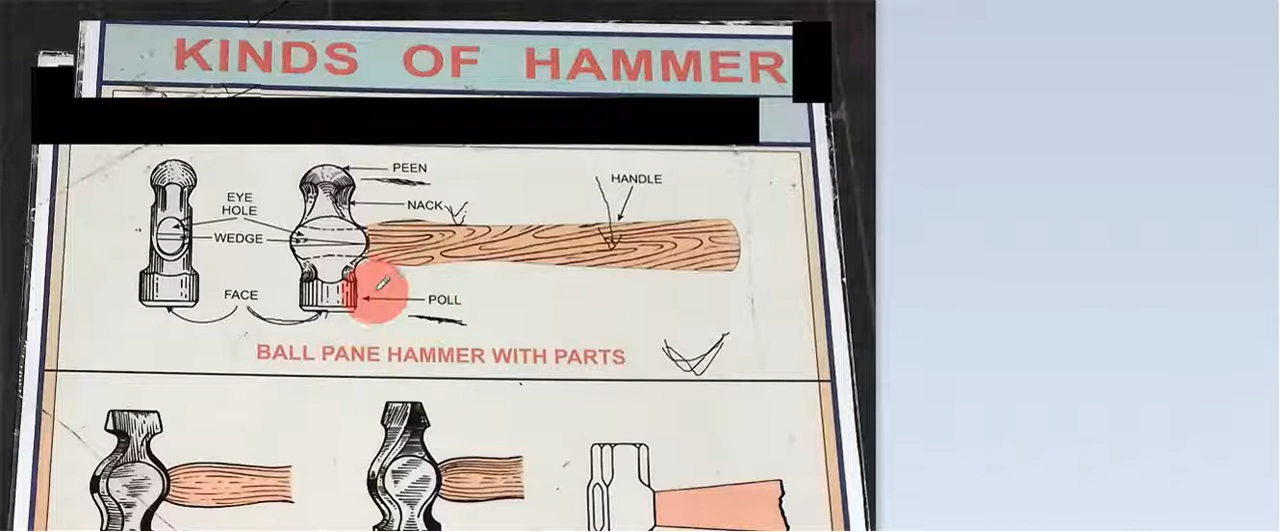 KINDS OF HAMMER
PEEN
HANDLE
EYE
HOLE
NACK
WEDGE
FACE
POLL
BALL PANE HAMMER WITH PARTS